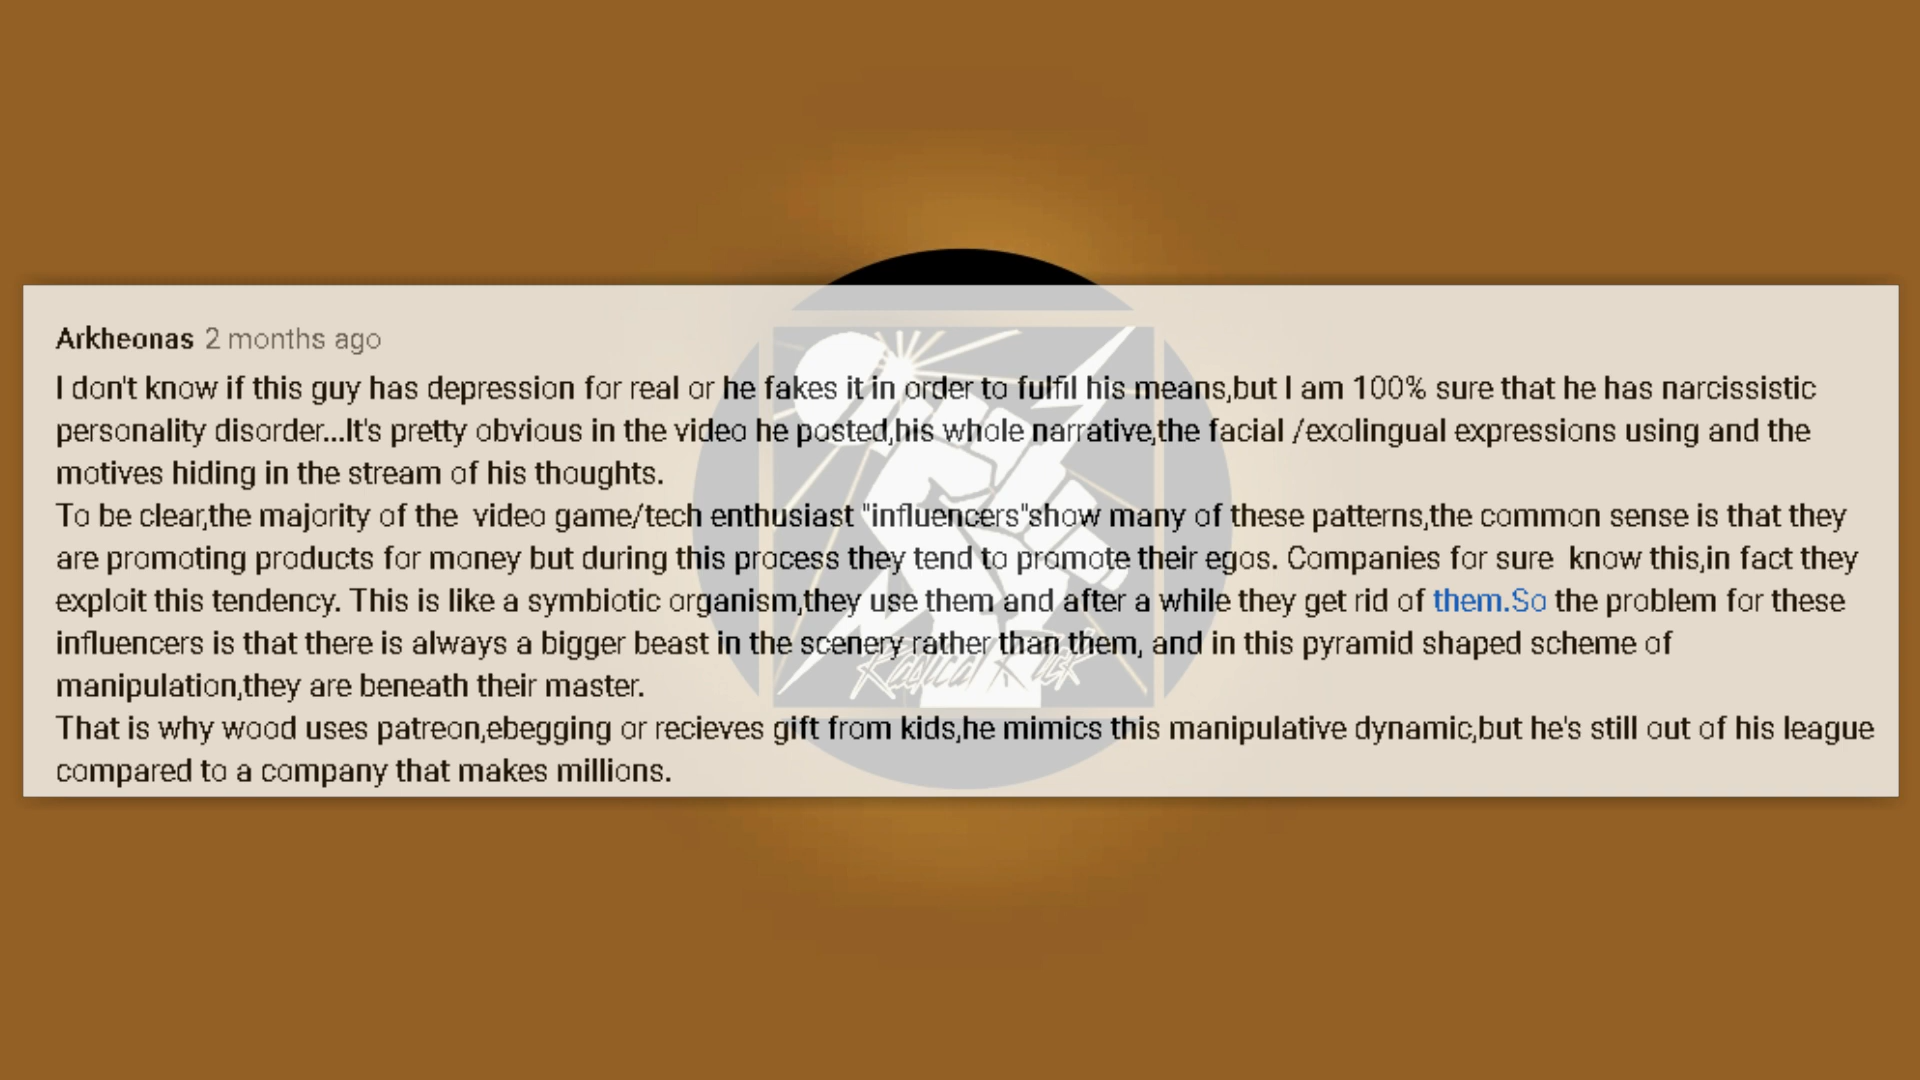 Arkheonas 2 months ago
I don't know if this guy has depression for real or he fakes it in order to fulfil his means,but I am 100% sure that he has narcissistic
personality disorder...It's pretty obvious in the video he posted,his whole narrative,the facial /exolingual expressions using and the
motives hiding in the stream of his thoughts.
To be clear,the majority of the  video game/tech enthusiast "influencers"show many of these patterns,the common sense is that they
are promoting products for money but during this process they tend to promote their egos. Companies for sure  know this,in fact they
exploit this tendency. This is like a symbiotic organism,they use them and after a while they get rid of them.So the problem for these
influencers is that there is always a bigger beast in the scenery rather than them, and in this pyramid shaped scheme of
manipulation,they are beneath their master.
Radical Rick
That is why wood uses patreon,ebegging or recieves gift from kids,he mimics this manipulative dynamic,but he's still out of his league
compared to a company that makes millions.